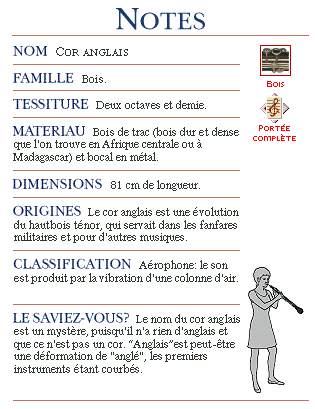 NOTES
NOM COR ANGLAIS
FAMILLE Bois.
TESSITURE Deux octaves et demie.
MATERIAU Bois de trac (bois dur et dense
que l'on trouve en Afrique centrale ou à
Madagascar) et bocal en métal.
DIMENSIONS 81 cm de longueur.
ORIGINES Le cor anglais est une évolution
du hautbois ténor, qui servait dans les fanfares
militaires et pour d'autres musiques.
CLASSIFICATION Aérophone: le son
est produit par la vibration d'une colonne d'air.
LE SAVIEZ-VOUS? Le nom du cor anglais
est un mystère, puisqu'il n'a rien d'anglais et
que ce n'est pas un cor. "Anglais"est peut-être
une déformation de "anglé", les premiers
instruments étant courbés.
BOIS
PORTÉE
COMPLÈTE